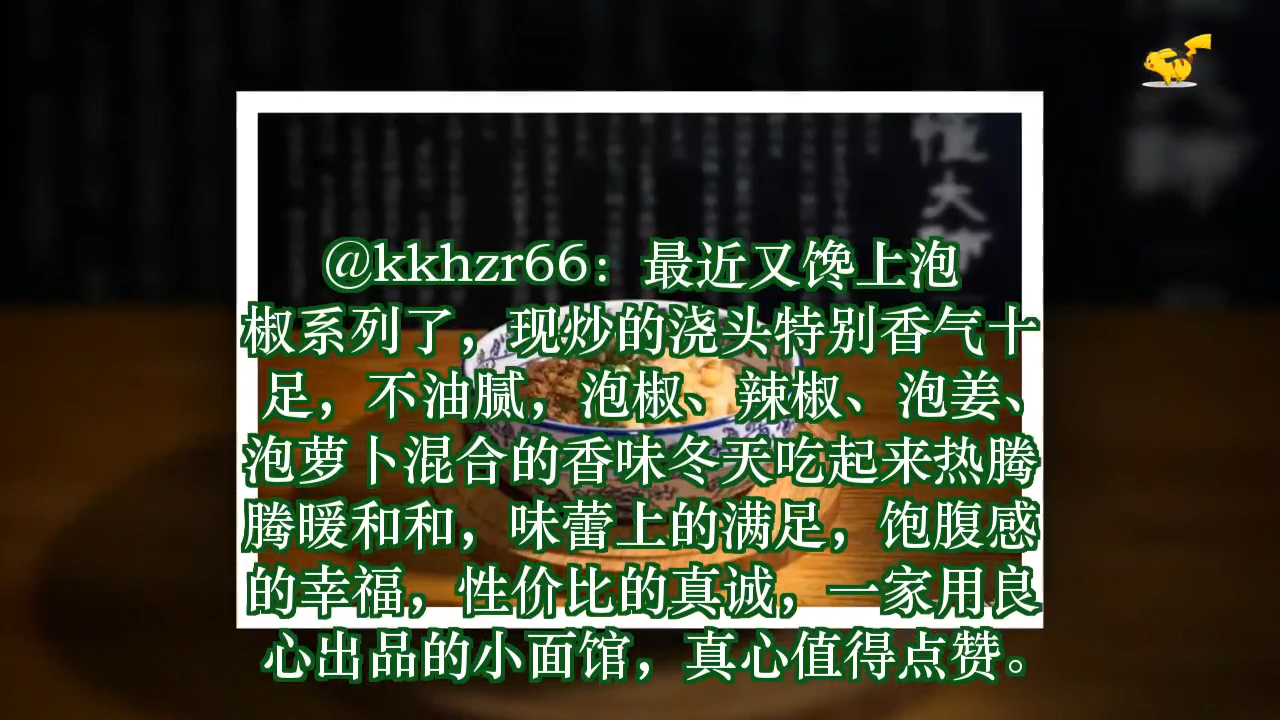 @kkhzr66：最近又馋上泡
椒系列了，现炒的浇头特别香气十
足，不油腻，泡椒、辣椒、泡姜、
泡萝卜混合的香味冬天吃起来热腾
腾暖和和，味蕾上的满足，饱腹感
的幸福，性价比的真诚，一家用良
心出品的小面馆，真心值得点赞。